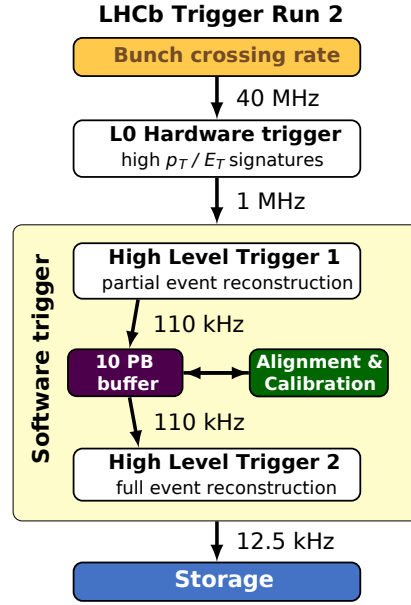 LHCb Trigger Run 2
Bunch crossing rate
40 MHz
L0 Hardware trigger
high p_T / E_T signatures
1 MHz
Software trigger
High Level Trigger 1
partial event reconstruction
110 kHz
10 PB
buffer
Alignment &
Calibration
110 kHz
High Level Trigger 2
full event reconstruction
12.5 kHz
Storage